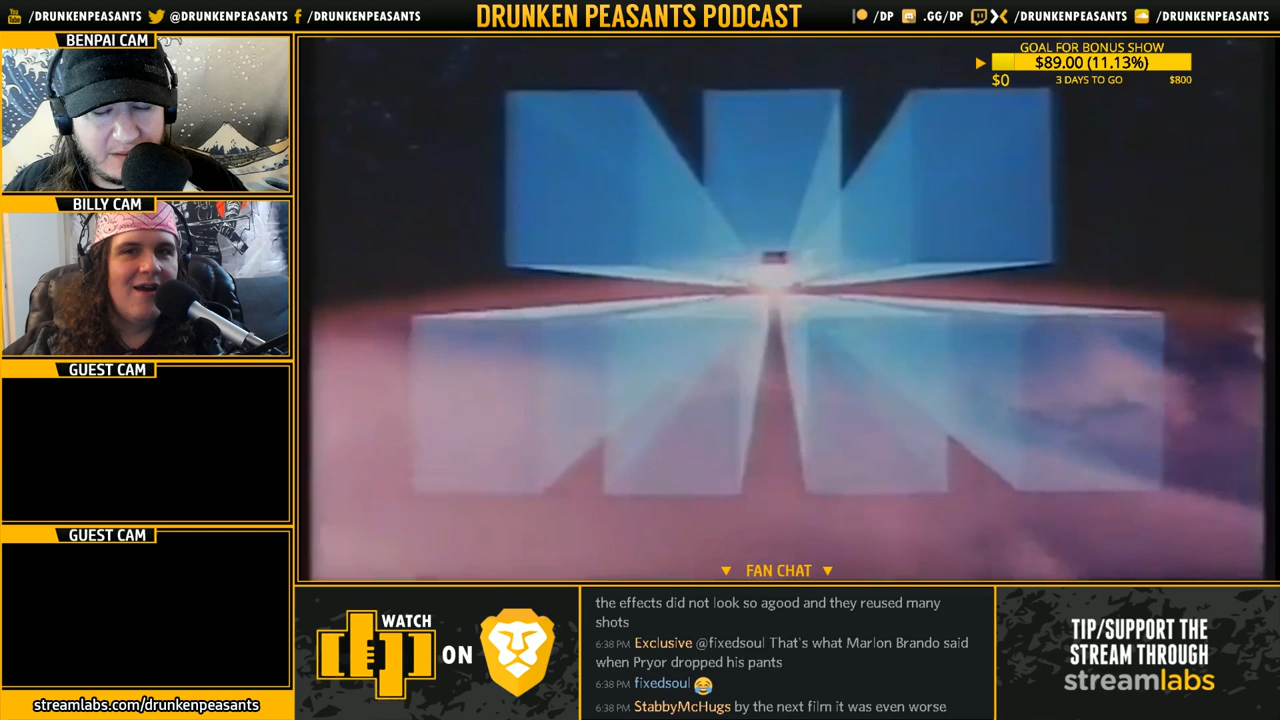 You Tube /DRUNKENPEASANTS @DRUNKENPEASANTS /DRUNKENPEASANTS
DRUNKEN PEASANTS PODCAST
/DP .GG/DP /DRUNKENPEASANTS /DRUNKENPEASANTS
BENPAI CAM
BILLY CAM
GUEST CAM
GUEST CAM
GOAL FOR BONUS SHOW
$89.00 (11.13%)
$0 3 DAYS TO GO $800
FAN CHAT
WATCH
ON
the effects did not look so agood and they reused many
shots
6:38 PM Exclusive @fixedsoul That's what Marlon Brando said
when Pryor dropped his pants
6:38 PM fixedsoul 😂
6:38 PM StabbyMcHugs by the next film it was even worse
TIP/SUPPORT THE
STREAM THROUGH
streamlabs
streamlabs.com/drunkenpeasants